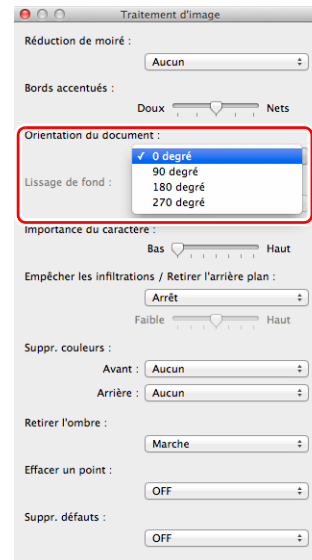 Traitement d'image
Réduction de moiré :
Aucun
Bords accentués :
Doux Nets
Orientation du document :
✓ 0 degré
90 degré
180 degré
270 degré
Lissage de fond :
Importance du caractère :
Bas Haut
Empêcher les infiltrations / Retirer l'arrière plan :
Arrêt
Faible Haut
Suppr. couleurs :
Avant : Aucun
Arrière : Aucun
Retirer l'ombre :
Marche
Effacer un point :
OFF
Suppr. défauts :
OFF